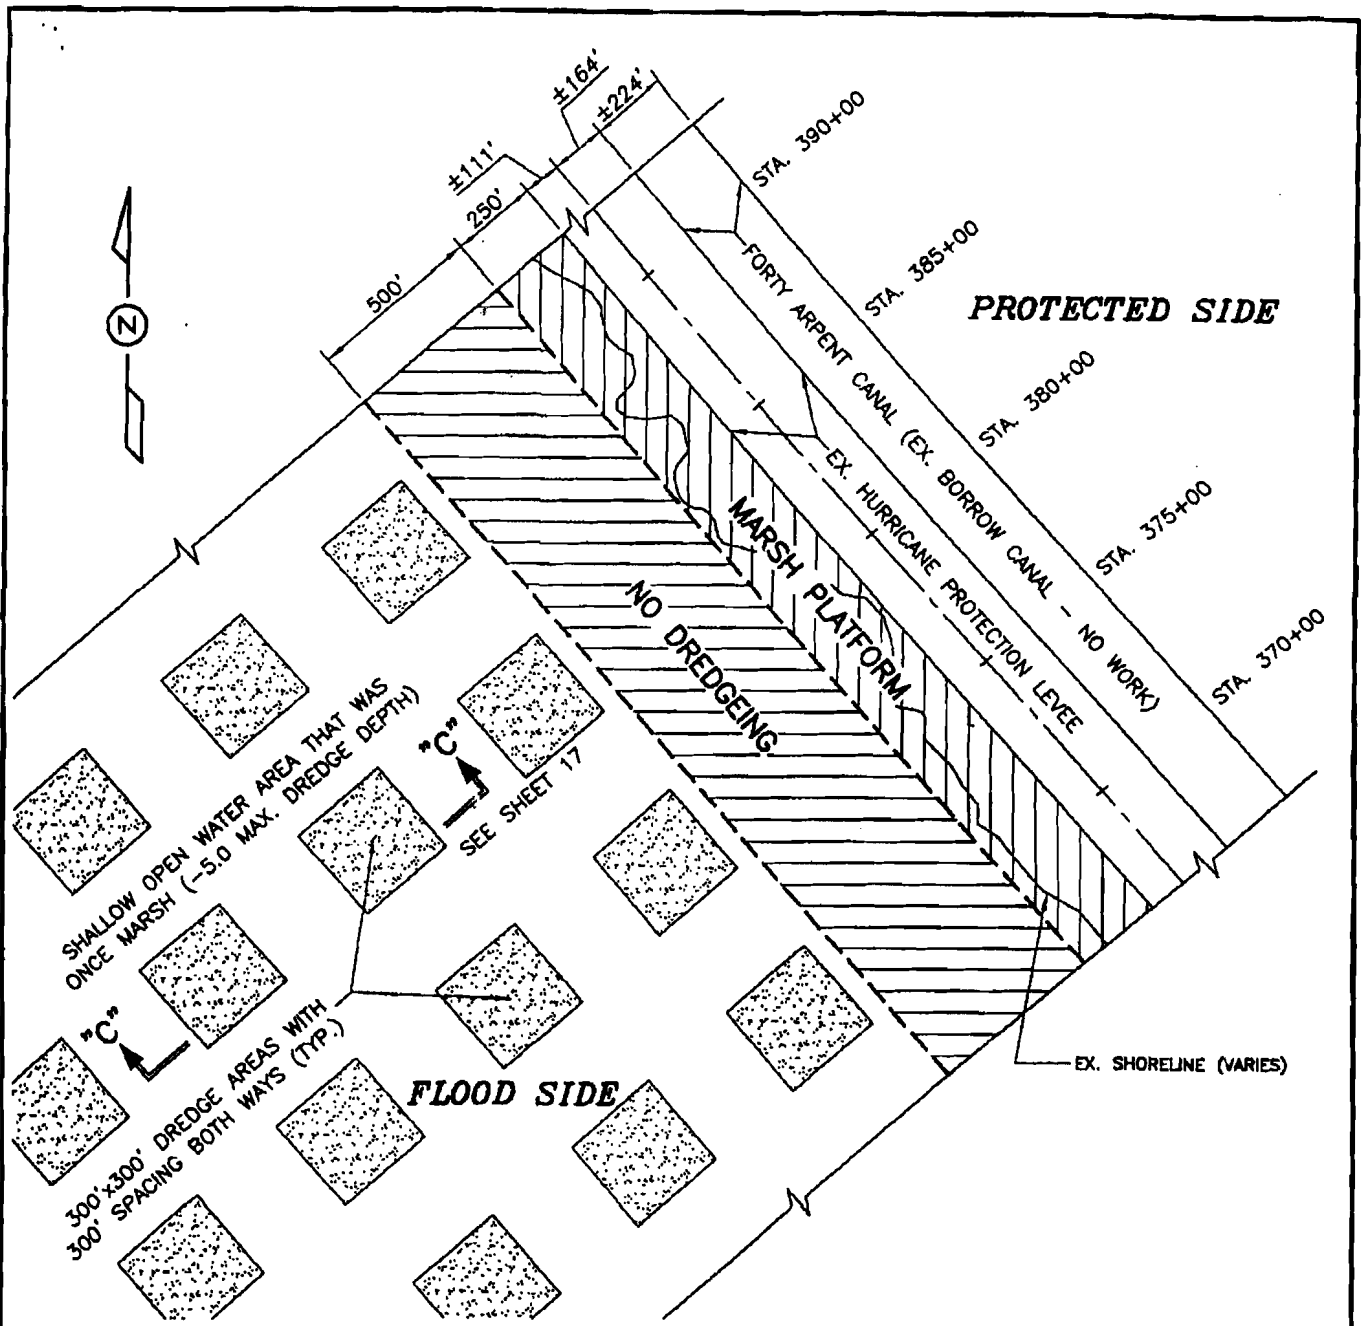 ±164'
±224'
±111'
250'
500'
STA. 390+00
STA. 385+00
STA. 380+00
STA. 375+00
STA. 370+00
N
PROTECTED SIDE
FORTY ARPENT CANAL (EX. BORROW CANAL - NO WORK)
EX. HURRICANE PROTECTION LEVEE
MARSH PLATFORM
NO DREDGEING
SHALLOW OPEN WATER AREA THAT WAS
ONCE MARSH (-5.0 MAX. DREDGE DEPTH)
"C"
SEE SHEET 17
"C"
300'x300' DREDGE AREAS WITH
300' SPACING BOTH WAYS (TYP.)
FLOOD SIDE
EX. SHORELINE (VARIES)